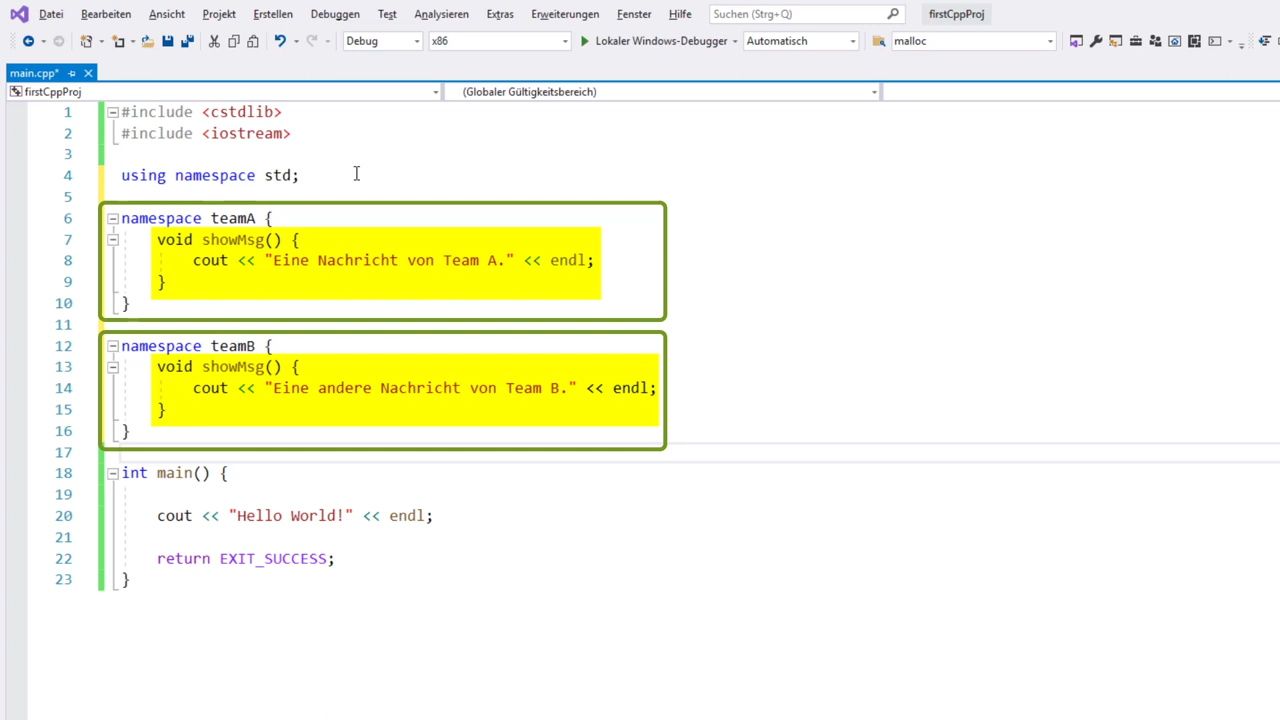 Datei Bearbeiten Ansicht Projekt Erstellen Debuggen Test Analysieren Extras Erweiterungen Fenster Hilfe Suchen (Strg+Q) firstCppProj
Debug x86 Lokaler Windows-Debugger Automatisch malloc
main.cpp*
firstCppProj (Globaler Gültigkeitsbereich)
1 #include <cstdlib>
2 #include <iostream>
3
4 using namespace std;
5
6 namespace teamA {
7 void showMsg() {
8 cout << "Eine Nachricht von Team A." << endl;
9 }
10 }
11
12 namespace teamB {
13 void showMsg() {
14 cout << "Eine andere Nachricht von Team B." << endl;
15 }
16 }
17
18 int main() {
19
20 cout << "Hello World!" << endl;
21
22 return EXIT_SUCCESS;
23 }